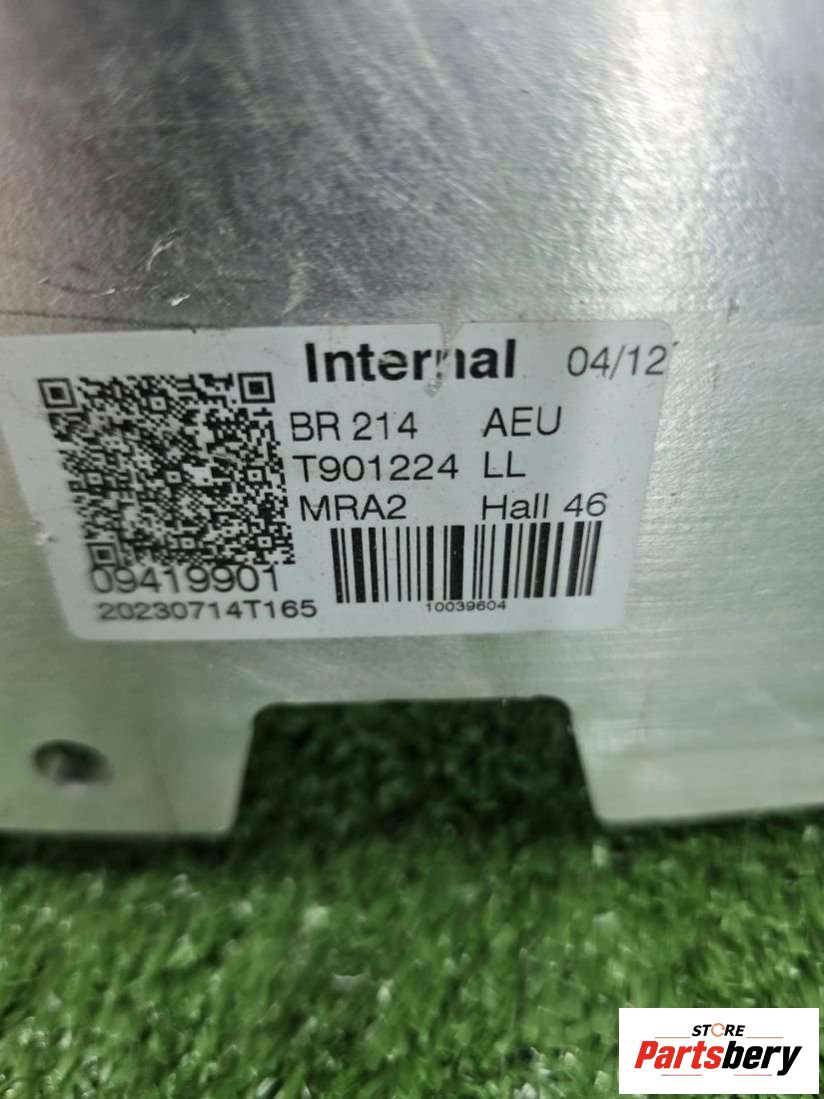 Internal 04/12
BR 214 AEU
T901224 LL
MRA2 Hall 46
09419901
20230714T165
10039604
STORE
Partsbery